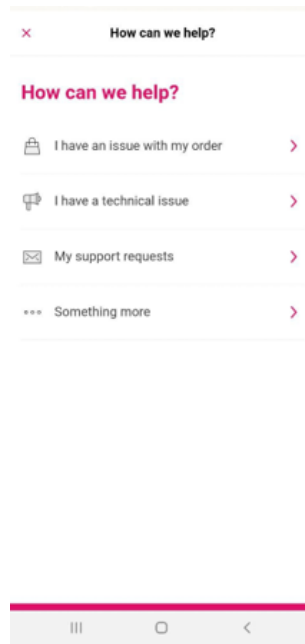 How can we help?
How can we help?
I have an issue with my order
I have a technical issue
My support requests
Something more